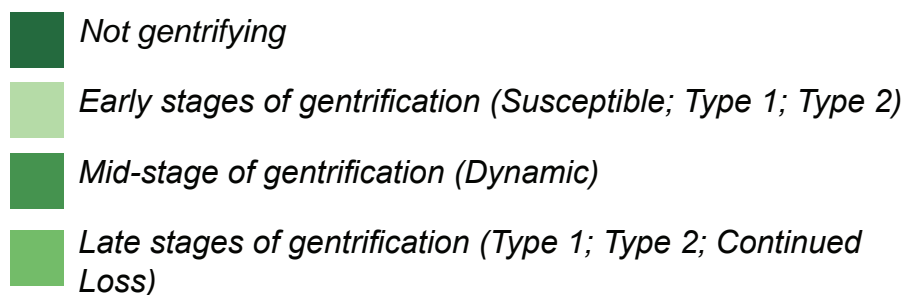 Not gentrifying
Early stages of gentrification (Susceptible; Type 1; Type 2)
Mid-stage of gentrification (Dynamic)
Late stages of gentrification (Type 1; Type 2; Continued
Loss)